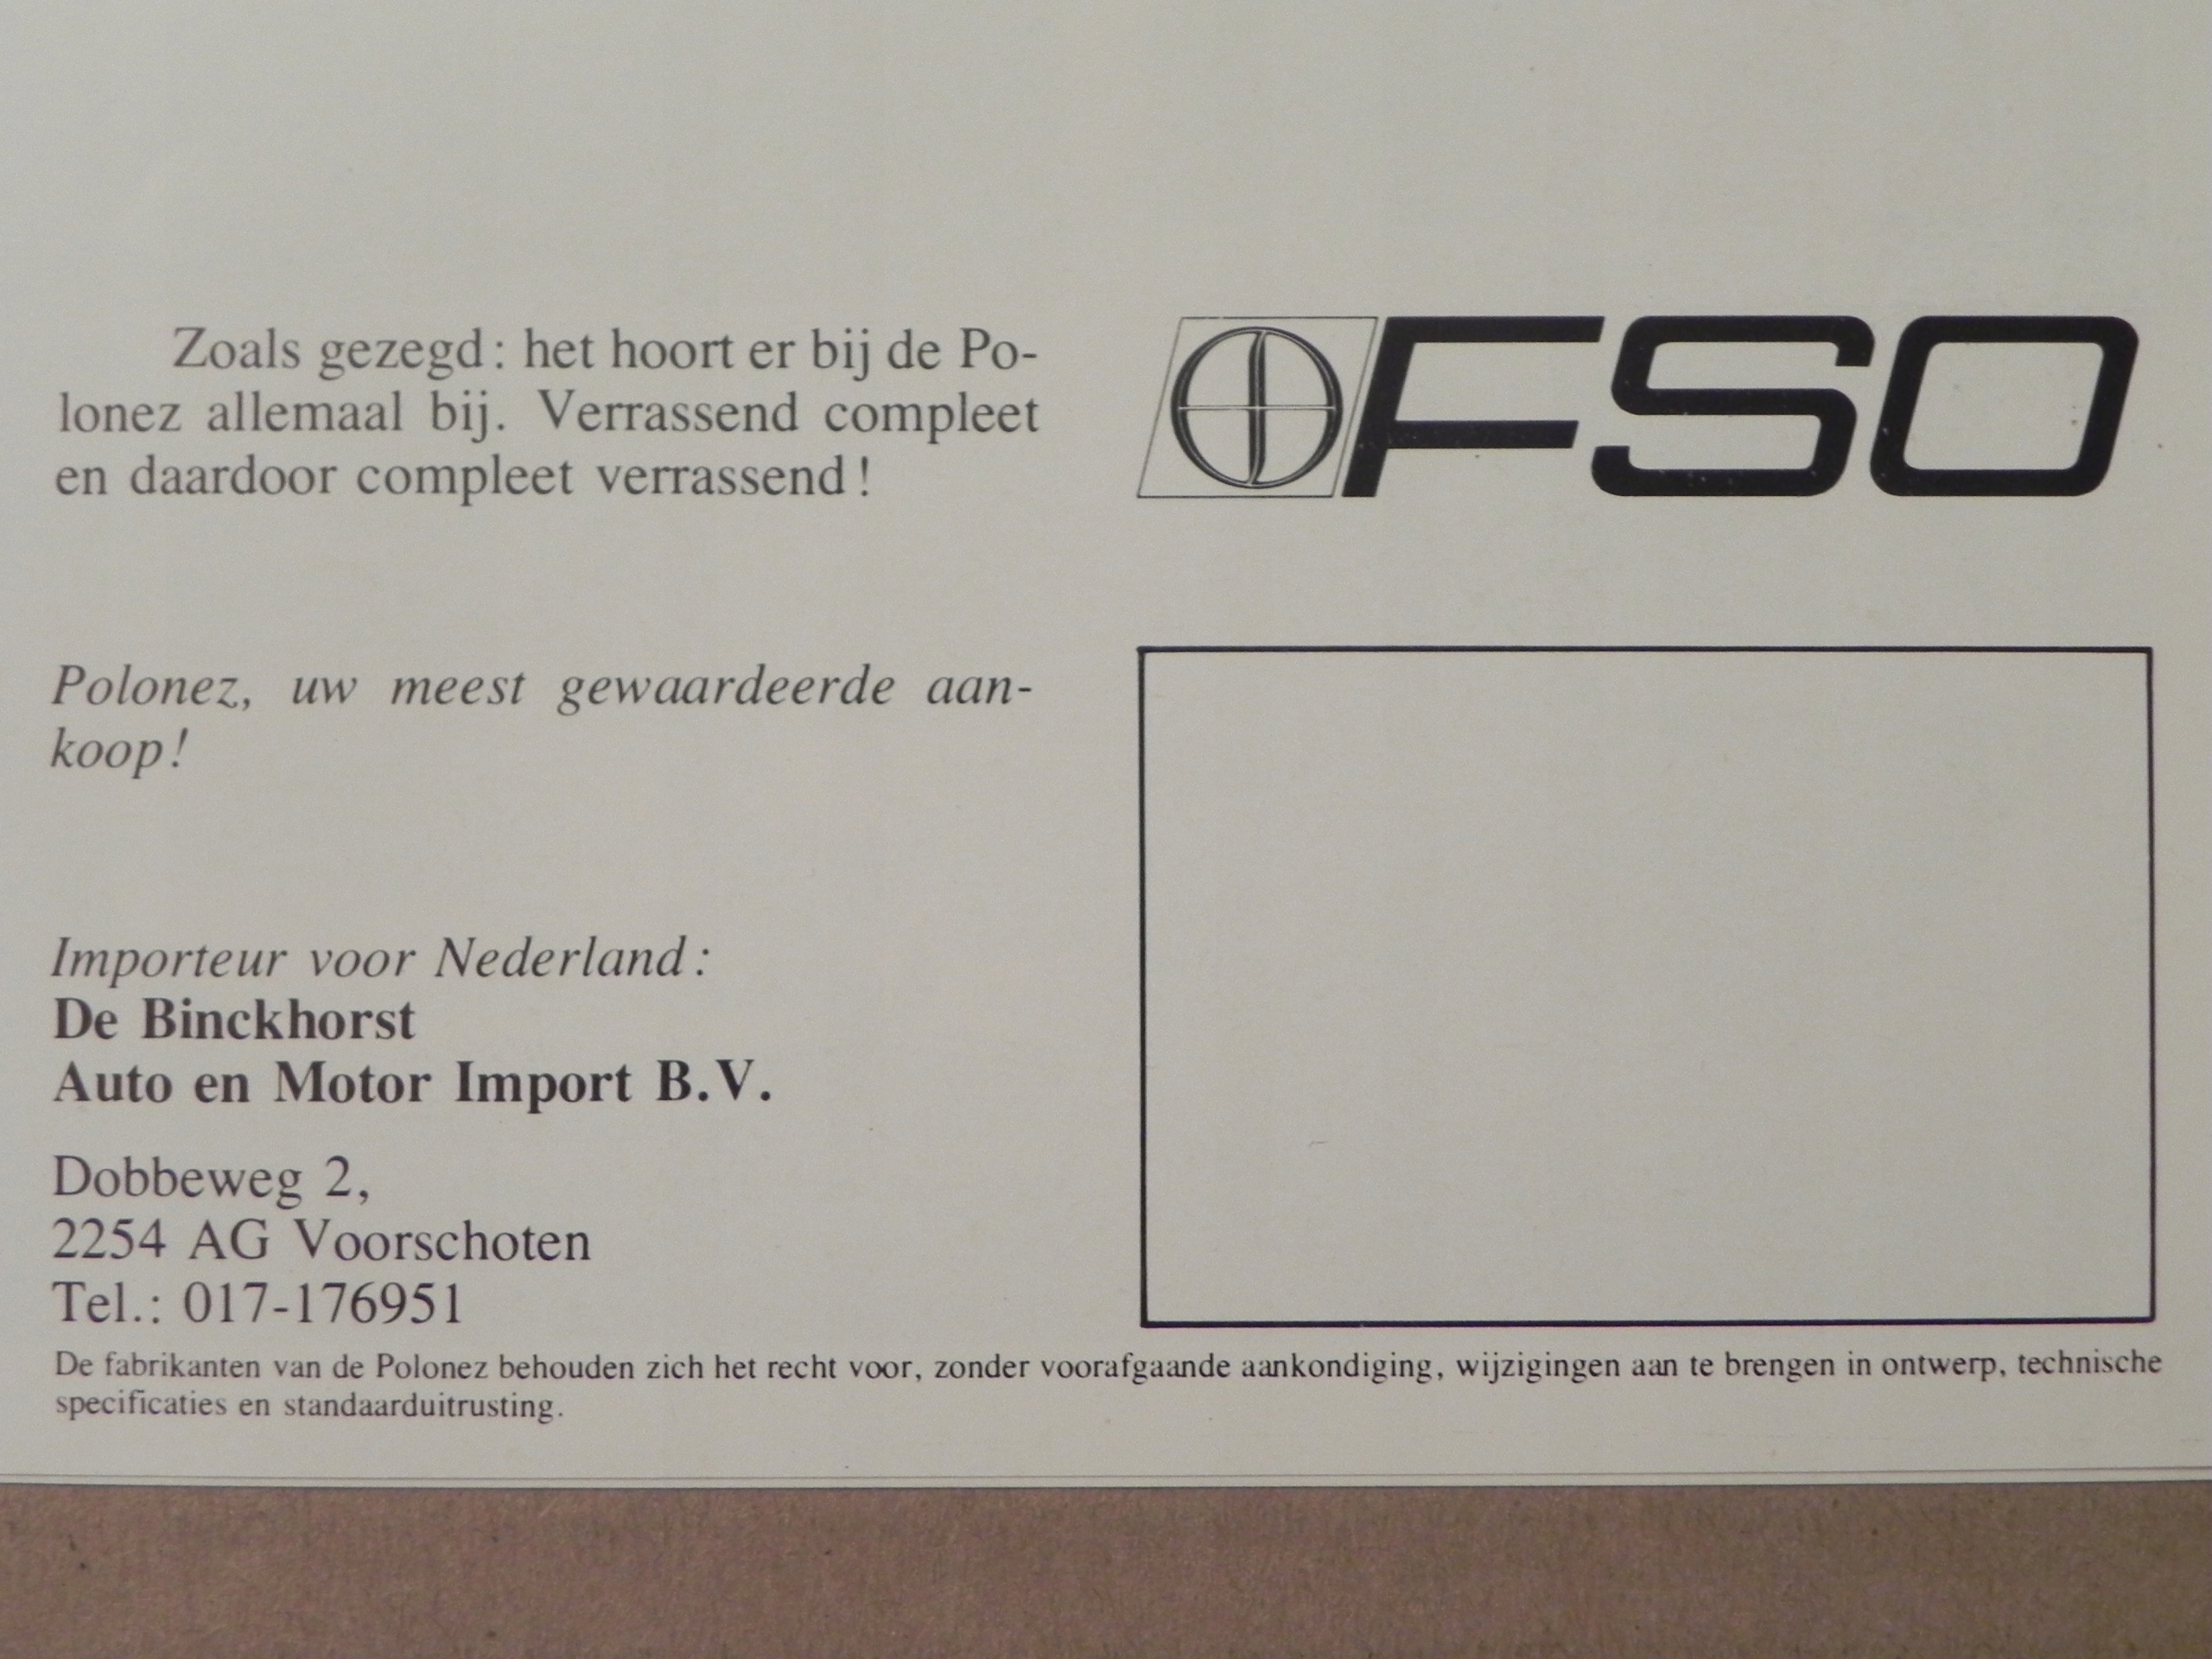 Zoals gezegd: het hoort er bij de Po-
lonez allemaal bij. Verrassend compleet
en daardoor compleet verrassend!
FSO
Polonez, uw meest gewaardeerde aan-
koop!
Importeur voor Nederland:
De Binckhorst
Auto en Motor Import B.V.
Dobbeweg 2,
2254 AG Voorschoten
Tel.: 017-176951
De fabrikanten van de Polonez behouden zich het recht voor, zonder voorafgaande aankondiging, wijzigingen aan te brengen in ontwerp, technische
specificaties en standaarduitrusting.